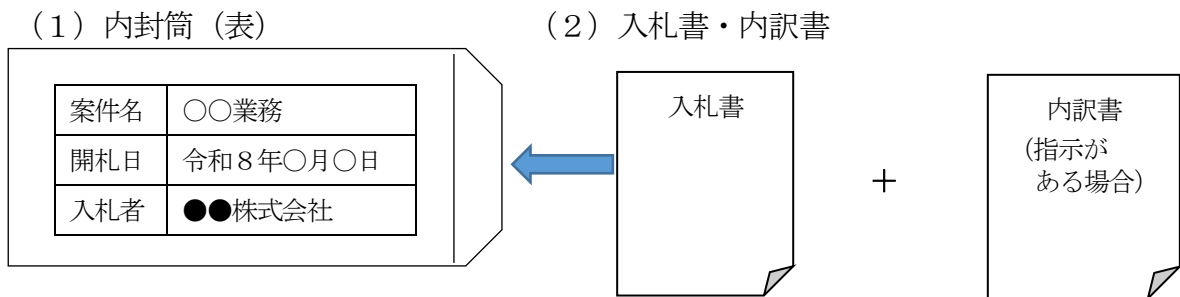 （１）内封筒（表）
（２）入札書・内訳書
案件名 ○○業務
開札日 令和８年○月○日
入札者 ●●株式会社
入札書
＋
内訳書
（指示が
ある場合）